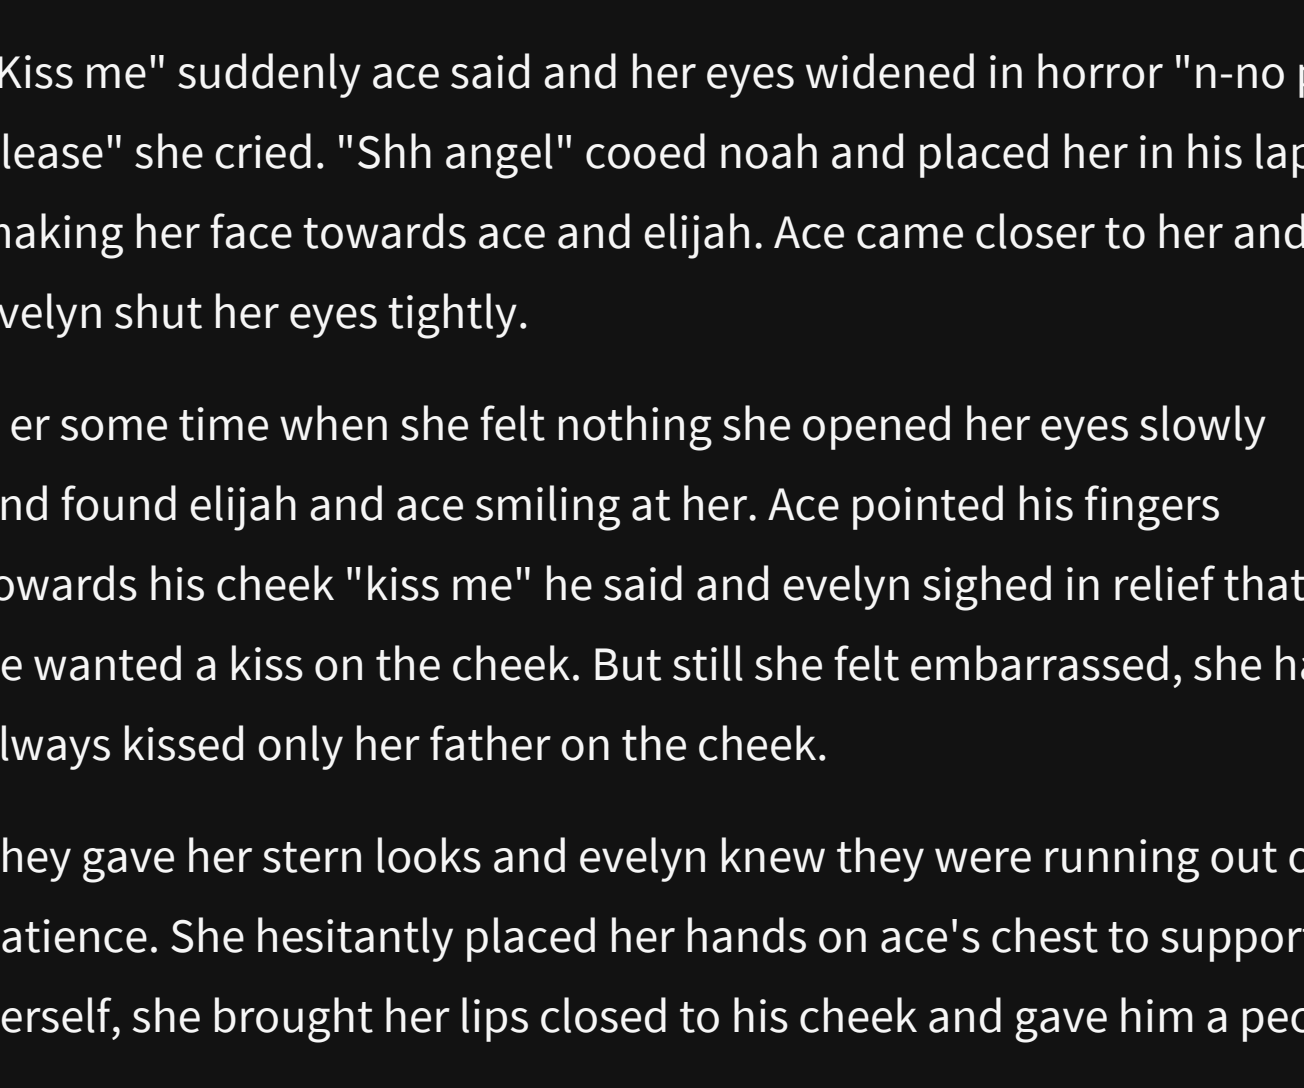 Kiss me" suddenly ace said and her eyes widened in horror "n-no p
lease" she cried. "Shh angel" cooed noah and placed her in his lap
making her face towards ace and elijah. Ace came closer to her and
velyn shut her eyes tightly.
er some time when she felt nothing she opened her eyes slowly
nd found elijah and ace smiling at her. Ace pointed his fingers
owards his cheek "kiss me" he said and evelyn sighed in relief that
e wanted a kiss on the cheek. But still she felt embarrassed, she ha
lways kissed only her father on the cheek.
hey gave her stern looks and evelyn knew they were running out o
atience. She hesitantly placed her hands on ace's chest to support
erself, she brought her lips closed to his cheek and gave him a pec